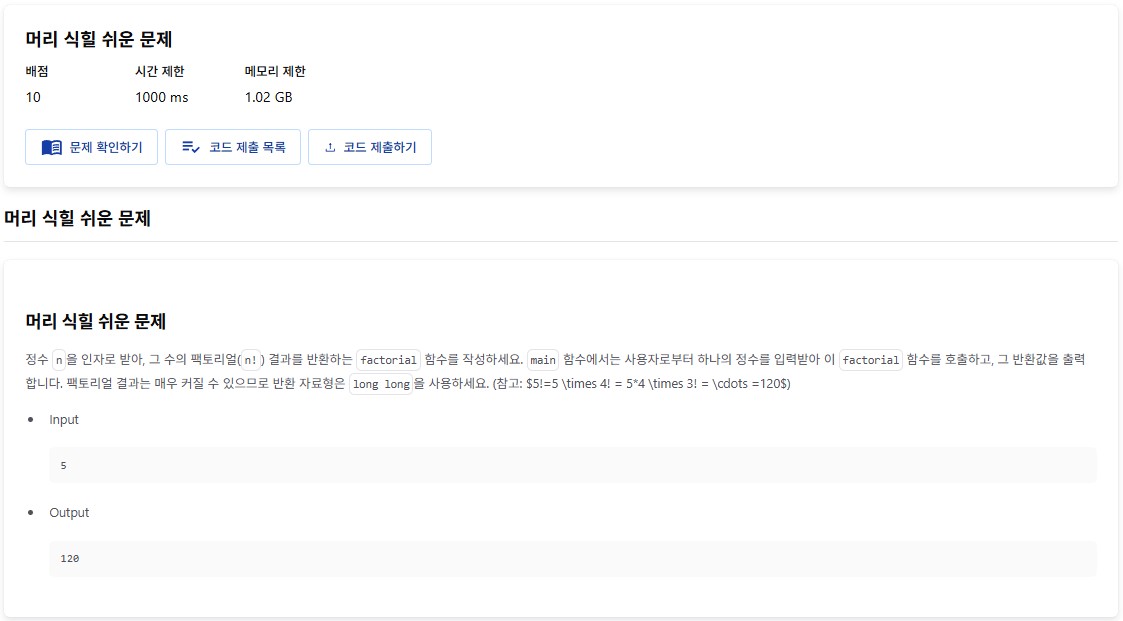 머리 식힐 쉬운 문제
배점 시간 제한 메모리 제한
10 1000 ms 1.02 GB
문제 확인하기 코드 제출 목록 코드 제출하기
머리 식힐 쉬운 문제
머리 식힐 쉬운 문제
정수 n을 인자로 받아, 그 수의 팩토리얼(n!) 결과를 반환하는 factorial 함수를 작성하세요. main 함수에서는 사용자로부터 하나의 정수를 입력받아 이 factorial 함수를 호출하고, 그 반환값을 출력
합니다. 팩토리얼 결과는 매우 커질 수 있으므로 반환 자료형은 long long을 사용하세요. (참고: $5!=5 \times 4! = 5*4 \times 3! = \cdots =120$)
Input
5
Output
120